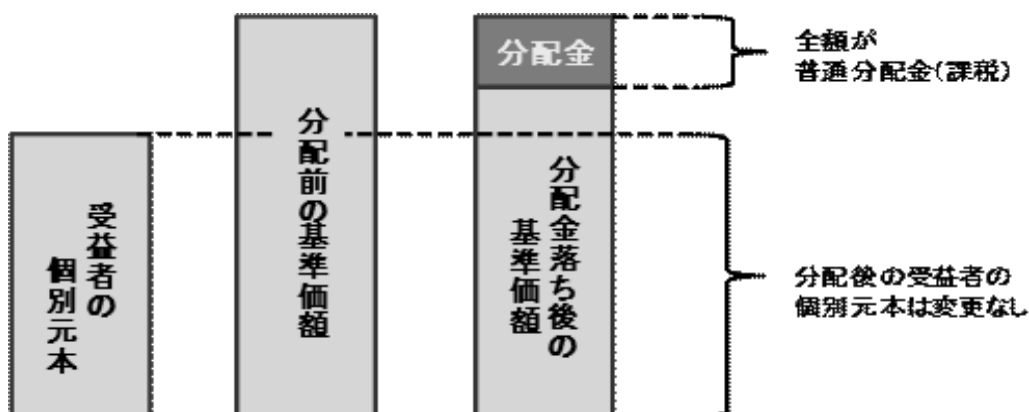 受益者の
個別元本
分配前の基準価額
分配金
分配金落ち後の
基準価額
全額が
普通分配金(課税)
分配後の受益者の
個別元本は変更なし